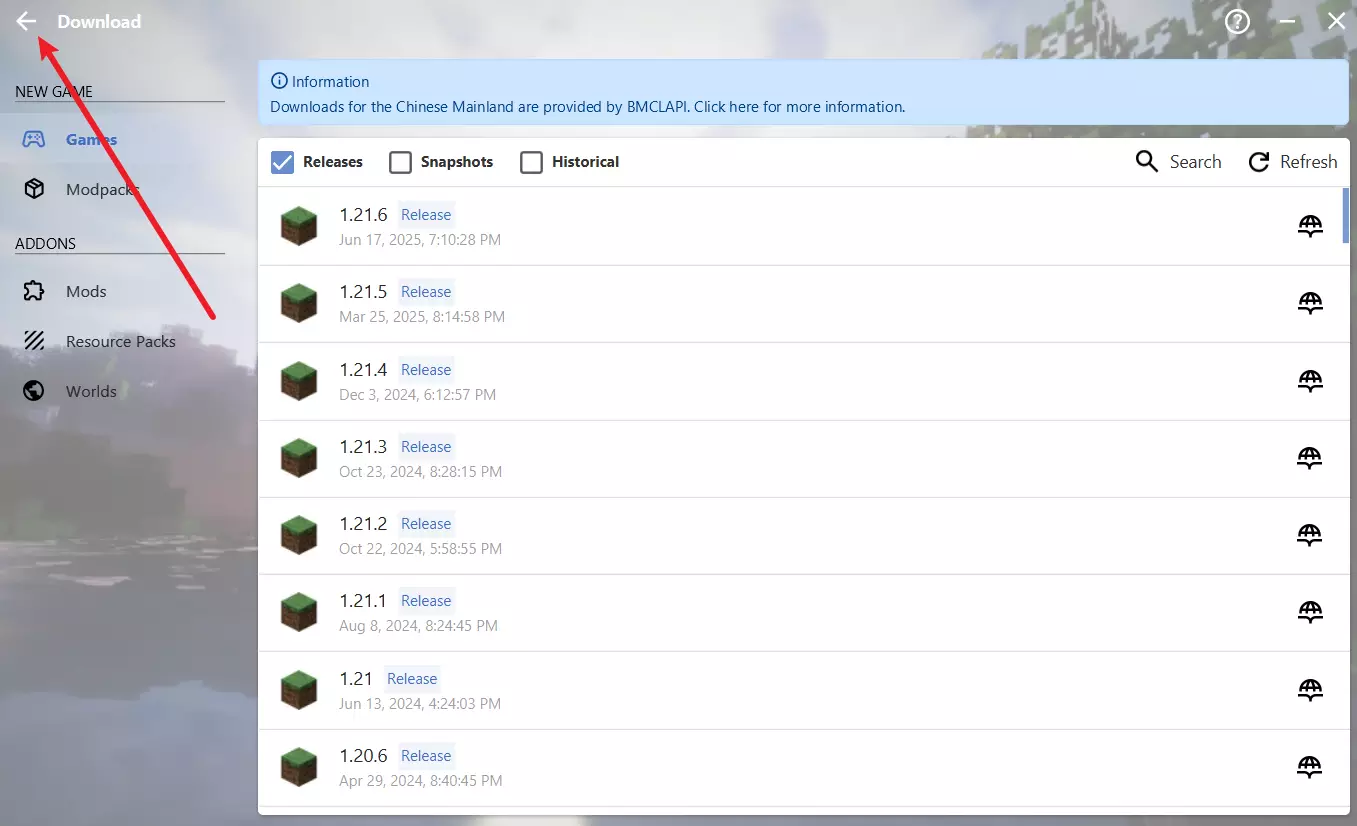 Download
NEW GAME
Games
Modpacks
ADDONS
Mods
Resource Packs
Worlds
Information
Downloads for the Chinese Mainland are provided by BMCLAPI. Click here for more information.
Releases Snapshots Historical Search Refresh
1.21.6 Release
Jun 17, 2025, 7:10:28 PM
1.21.5 Release
Mar 25, 2025, 8:14:58 PM
1.21.4 Release
Dec 3, 2024, 6:12:57 PM
1.21.3 Release
Oct 23, 2024, 8:28:15 PM
1.21.2 Release
Oct 22, 2024, 5:58:55 PM
1.21.1 Release
Aug 8, 2024, 8:24:45 PM
1.21 Release
Jun 13, 2024, 4:24:03 PM
1.20.6 Release
Apr 29, 2024, 8:40:45 PM